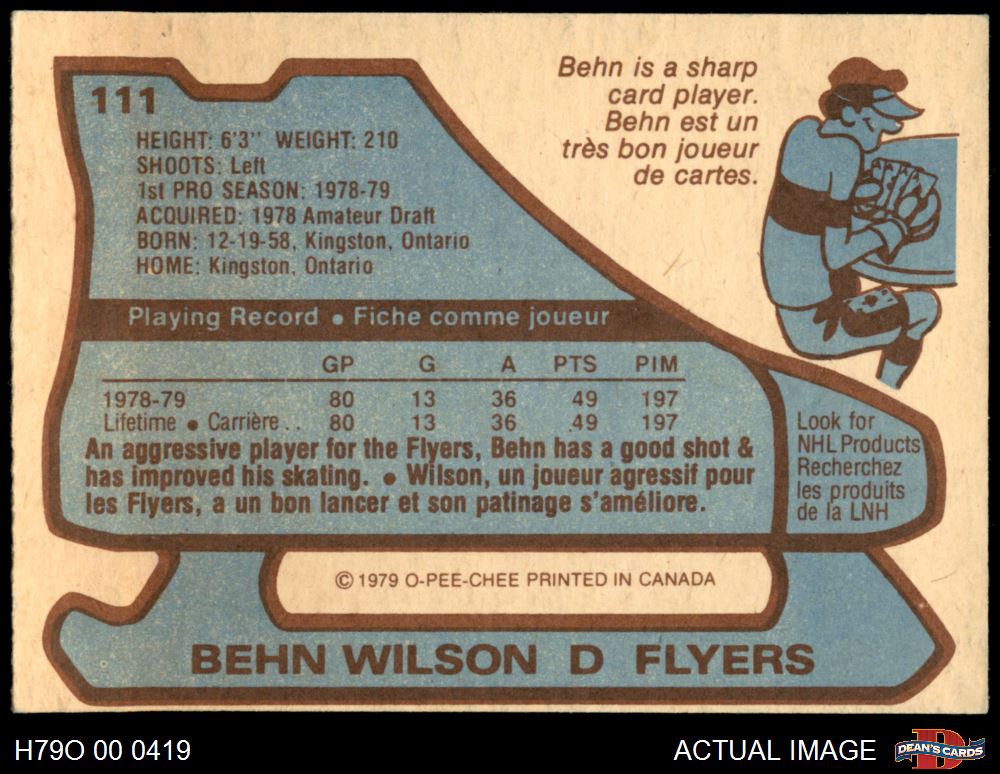 Behn is a sharp
card player.
Behn est un
très bon joueur
de cartes.
111
HEIGHT: 6'3" WEIGHT: 210
SHOOTS: Left
1st PRO SEASON: 1978-79
ACQUIRED: 1978 Amateur Draft
BORN: 12-19-58, Kingston, Ontario
HOME: Kingston, Ontario
Playing Record • Fiche comme joueur
GP G A PTS PIM
1978-79 80 13 36 49 197
Lifetime • Carrière . . 80 13 36 49 197
An aggressive player for the Flyers, Behn has a good shot &
has improved his skating. • Wilson, un joueur agressif pour
les Flyers, a un bon lancer et son patinage s'améliore.
Look for
NHL Products
Recherchez
les produits
de la LNH
© 1979 O-PEE-CHEE PRINTED IN CANADA
BEHN WILSON D FLYERS
H79O 00 0419
ACTUAL IMAGE
DEAN'S CARDS